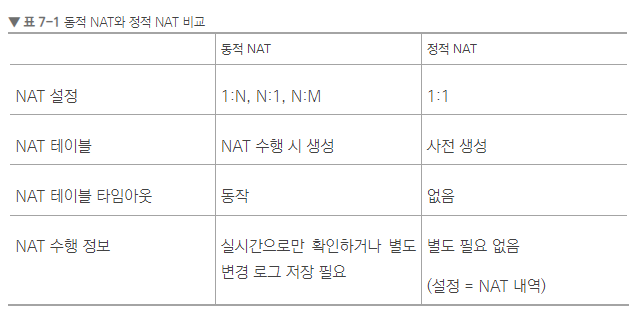 ▼ 표 7-1 동적 NAT와 정적 NAT 비교
동적 NAT 정적 NAT
NAT 설정 1:N, N:1, N:M 1:1
NAT 테이블 NAT 수행 시 생성 사전 생성
NAT 테이블 타임아웃 동작 없음
NAT 수행 정보 실시간으로만 확인하거나 별도 별도 필요 없음
변경 로그 저장 필요 (설정 = NAT 내역)